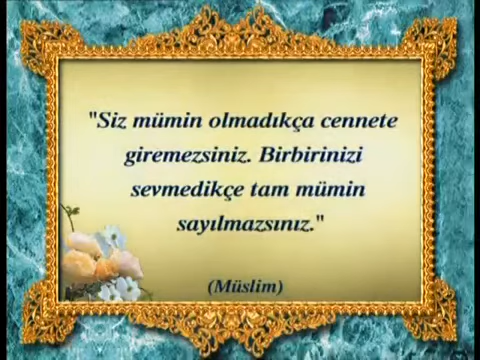 "Siz mümin olmadıkça cennete
giremezsiniz. Birbirinizi
sevmedikçe tam mümin
sayılmazsınız."
(Müslim)